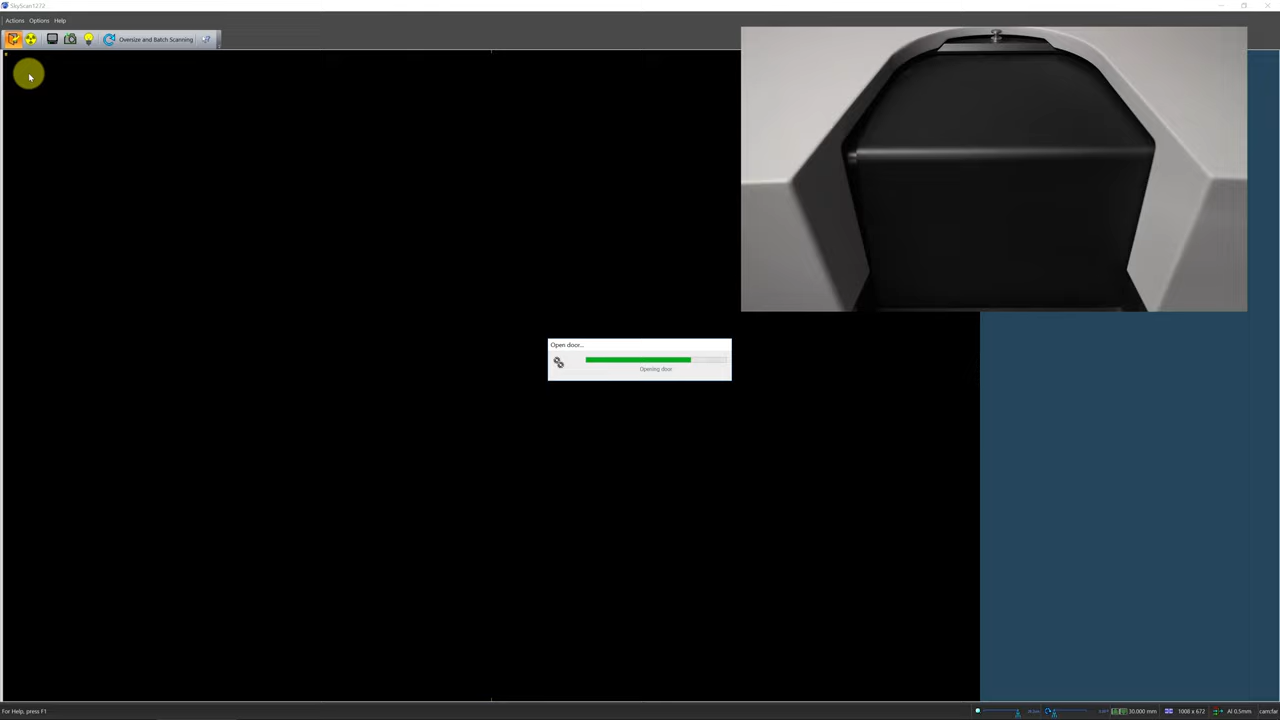 SkyScan1272
Actions Options Help
Oversize and Batch Scanning
Open door...
Opening door
For Help, press F1
30.000 mm 1008 x 672 Al 0.5mm camcfar